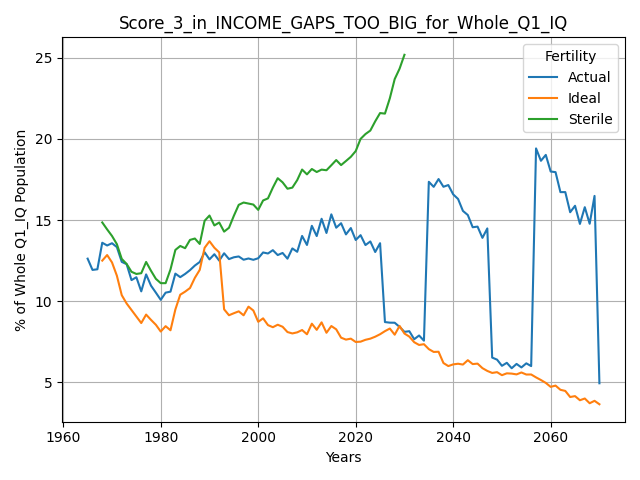 Score_3_in_INCOME_GAPS_TOO_BIG_for_Whole_Q1_IQ
Fertility
Actual
Ideal
Sterile
25
20
15
10
5
% of Whole Q1_IQ Population
1960
1980
2000
2020
2040
2060
Years